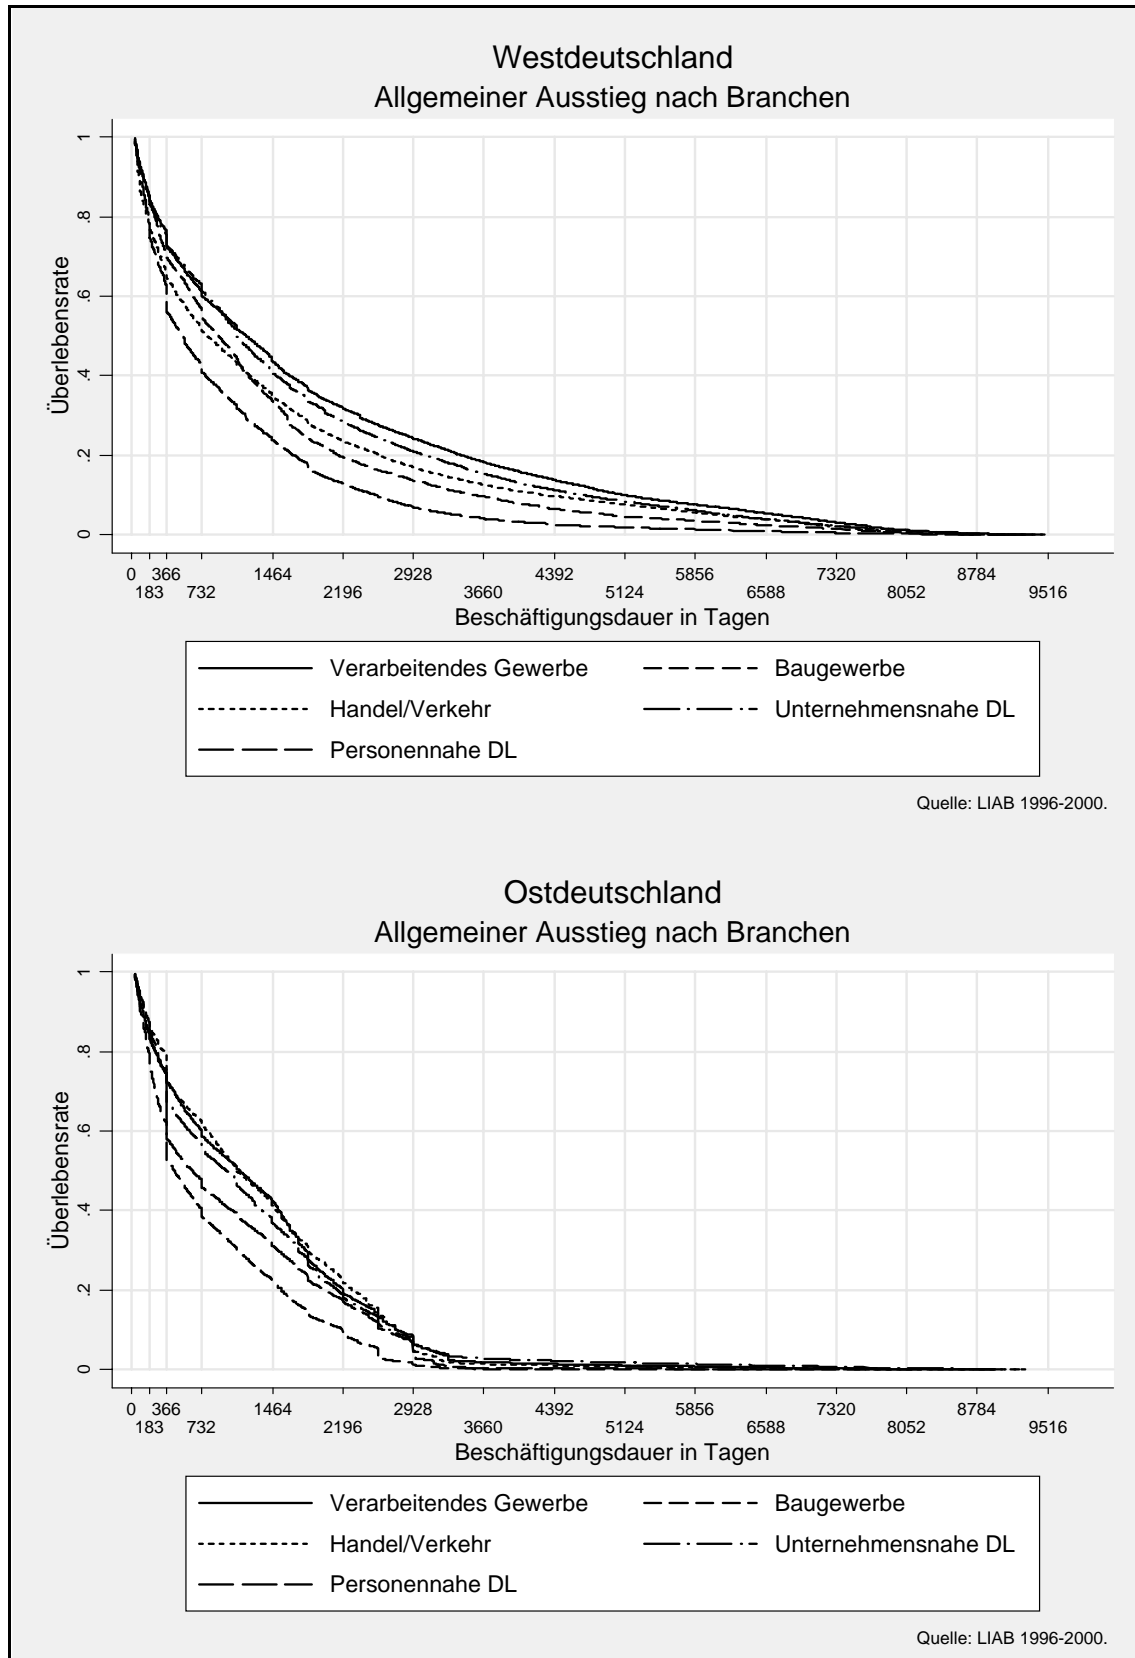 Westdeutschland
Allgemeiner Ausstieg nach Branchen
Überlebensrate
1
.8
.6
.4
.2
0
0 366 1464 2928 4392 5856 7320 8784
183 732 2196 3660 5124 6588 8052 9516
Beschäftigungsdauer in Tagen
Verarbeitendes Gewerbe Baugewerbe
Handel/Verkehr Unternehmensnahe DL
Personennahe DL
Quelle: LIAB 1996-2000.
Ostdeutschland
Allgemeiner Ausstieg nach Branchen
Überlebensrate
1
.8
.6
.4
.2
0
0 366 1464 2928 4392 5856 7320 8784
183 732 2196 3660 5124 6588 8052 9516
Beschäftigungsdauer in Tagen
Verarbeitendes Gewerbe Baugewerbe
Handel/Verkehr Unternehmensnahe DL
Personennahe DL
Quelle: LIAB 1996-2000.